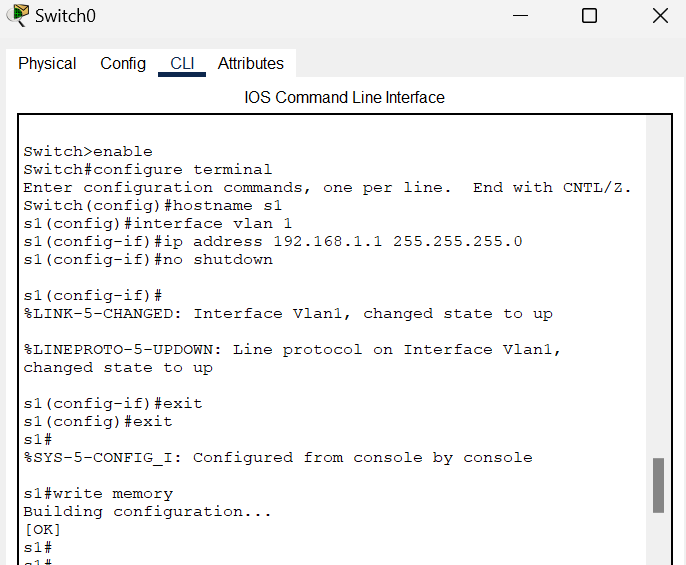 Switch0
Physical Config CLI Attributes
IOS Command Line Interface
Switch>enable
Switch#configure terminal
Enter configuration commands, one per line.  End with CNTL/Z.
Switch(config)#hostname s1
s1(config)#interface vlan 1
s1(config-if)#ip address 192.168.1.1 255.255.255.0
s1(config-if)#no shutdown
s1(config-if)#
%LINK-5-CHANGED: Interface Vlan1, changed state to up
%LINEPROTO-5-UPDOWN: Line protocol on Interface Vlan1,
changed state to up
s1(config-if)#exit
s1(config)#exit
s1#
%SYS-5-CONFIG_I: Configured from console by console
s1#write memory
Building configuration...
[OK]
s1#
s1#